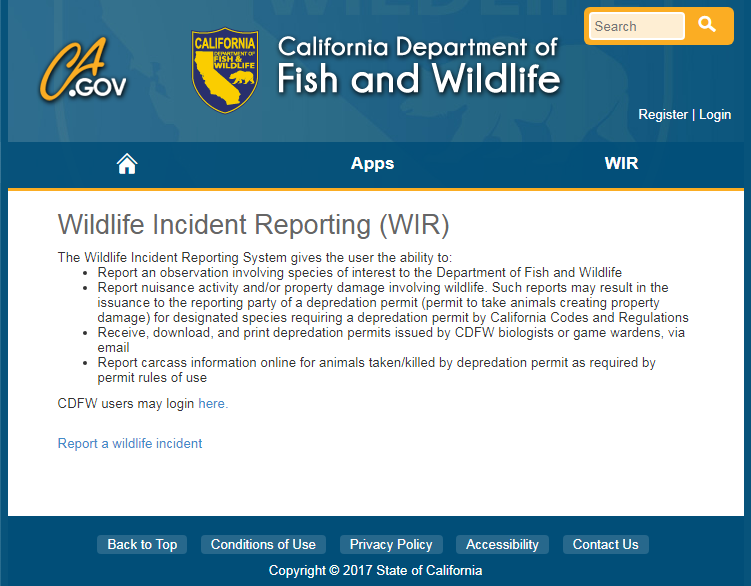 Search
CA
.GOV
CALIFORNIA
DEPARTMENT OF
FISH &
WILDLIFE
California Department of
Fish and Wildlife
Register | Login
Apps
WIR
Wildlife Incident Reporting (WIR)
The Wildlife Incident Reporting System gives the user the ability to:
• Report an observation involving species of interest to the Department of Fish and Wildlife
• Report nuisance activity and/or property damage involving wildlife. Such reports may result in the
issuance to the reporting party of a depredation permit (permit to take animals creating property
damage) for designated species requiring a depredation permit by California Codes and Regulations
• Receive, download, and print depredation permits issued by CDFW biologists or game wardens, via
email
• Report carcass information online for animals taken/killed by depredation permit as required by
permit rules of use
CDFW users may login here.
Report a wildlife incident
Back to Top
Conditions of Use
Privacy Policy
Accessibility
Contact Us
Copyright © 2017 State of California